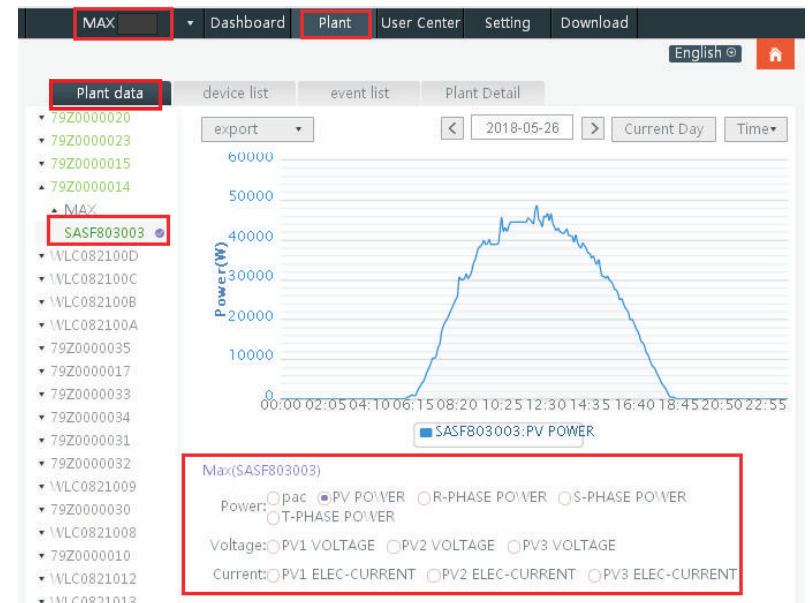 MAX Dashboard Plant User Center Setting Download
English
Plant data device list event list Plant Detail
79Z0000020
79Z0000023
79Z0000015
79Z0000014
MAX
SASF803003
WLC082100D
WLC082100C
WLC082100B
WLC082100A
79Z0000035
79Z0000017
79Z0000033
79Z0000034
79Z0000031
79Z0000032
WLC0821009
79Z0000030
WLC0821008
79Z0000010
WLC0821012
WLC0821013
export < 2018-05-26 > Current Day Time
60000
50000
40000
30000
20000
10000
0
Power(W)
00:00 02:05 04:10 06:15 08:20 10:25 12:30 14:35 16:40 18:45 20:50 22:55
SASF803003:PV POWER
Max(SASF803003)
Power: pac PV POWER R-PHASE POWER S-PHASE POWER
T-PHASE POWER
Voltage: PV1 VOLTAGE PV2 VOLTAGE PV3 VOLTAGE
Current: PV1 ELEC-CURRENT PV2 ELEC-CURRENT PV3 ELEC-CURRENT